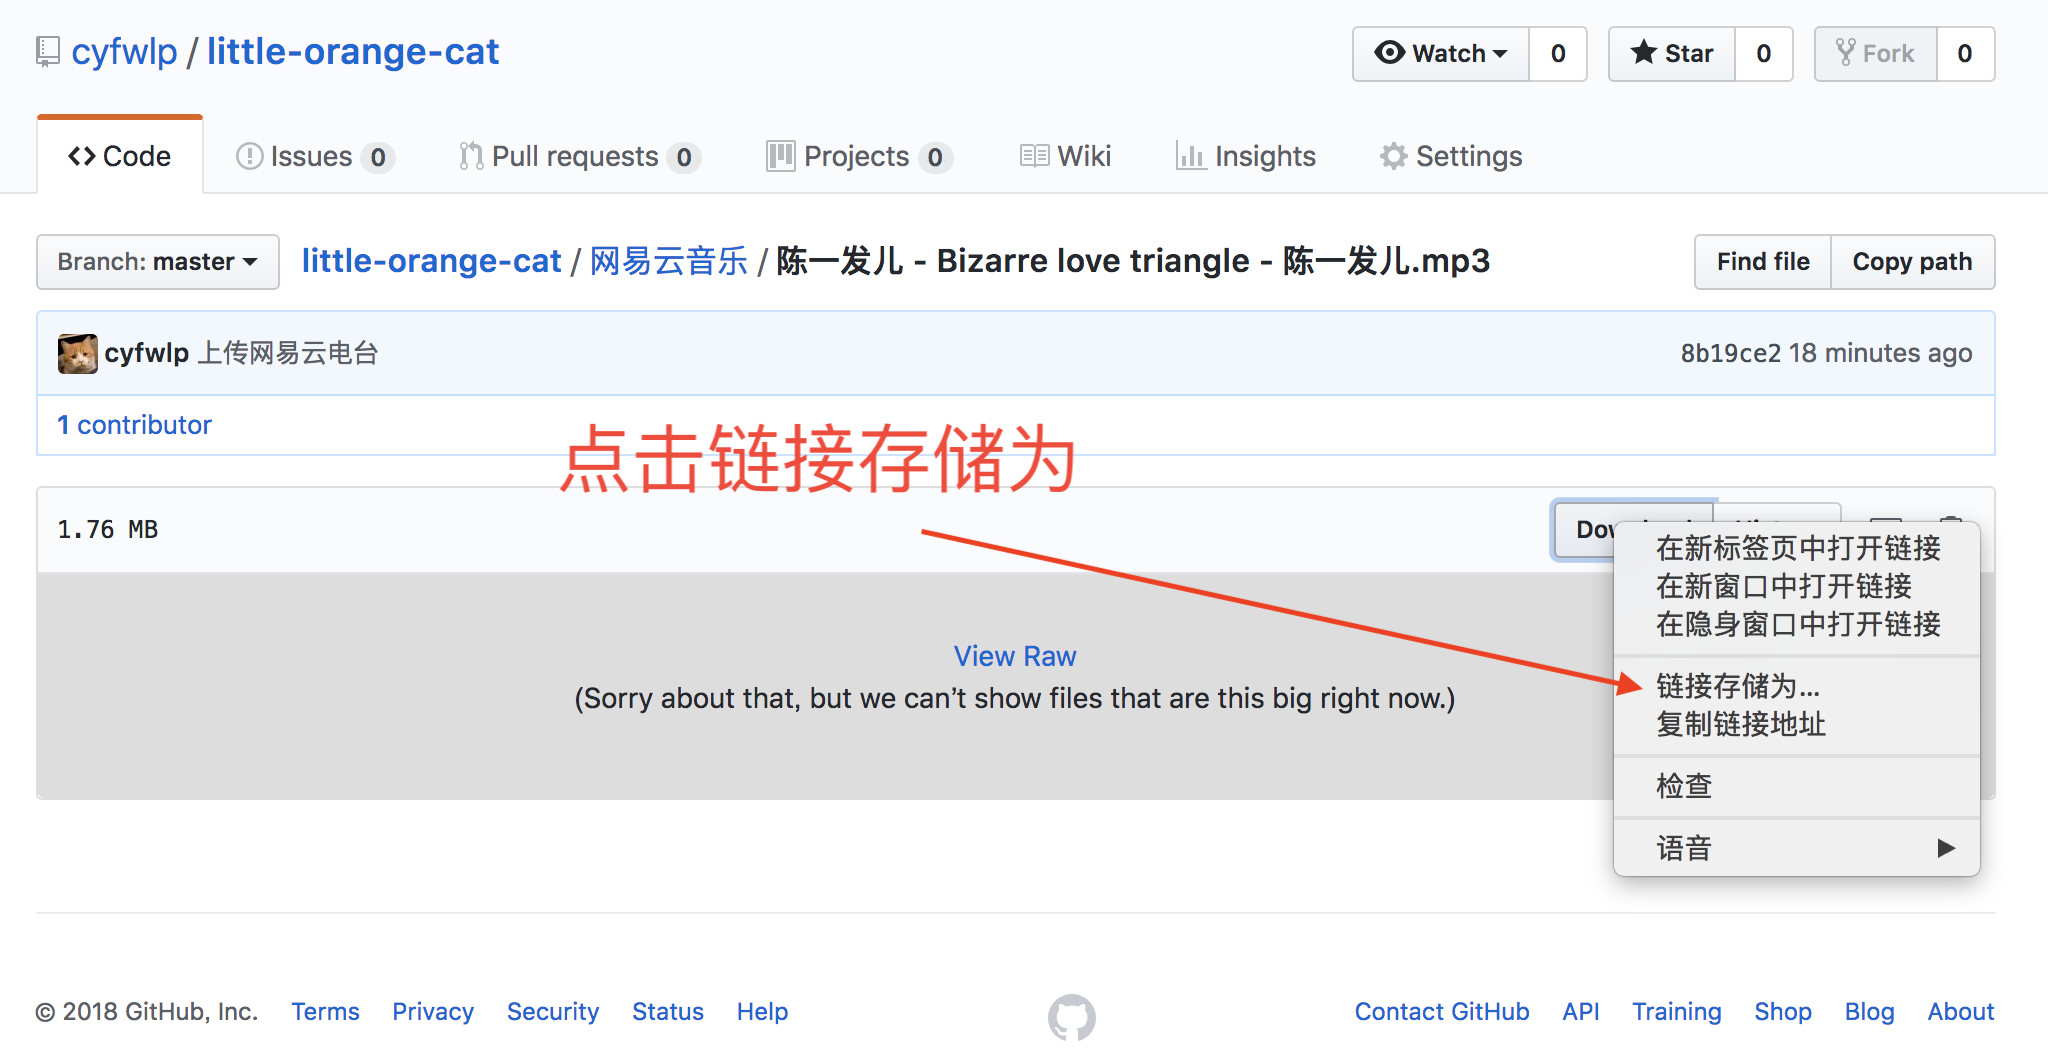 cyfwlp / little-orange-cat
Watch 0
Star 0
Fork 0
Code
Issues 0
Pull requests 0
Projects 0
Wiki
Insights
Settings
Branch: master
little-orange-cat / 网易云音乐 / 陈一发儿 - Bizarre love triangle - 陈一发儿.mp3
Find file
Copy path
cyfwlp 上传网易云电台
8b19ce2 18 minutes ago
1 contributor
点击链接存储为
1.76 MB
在新标签页中打开链接
在新窗口中打开链接
在隐身窗口中打开链接
链接存储为...
复制链接地址
检查
语音
View Raw
(Sorry about that, but we can’t show files that are this big right now.)
© 2018 GitHub, Inc.
Terms
Privacy
Security
Status
Help
Contact GitHub
API
Training
Shop
Blog
About